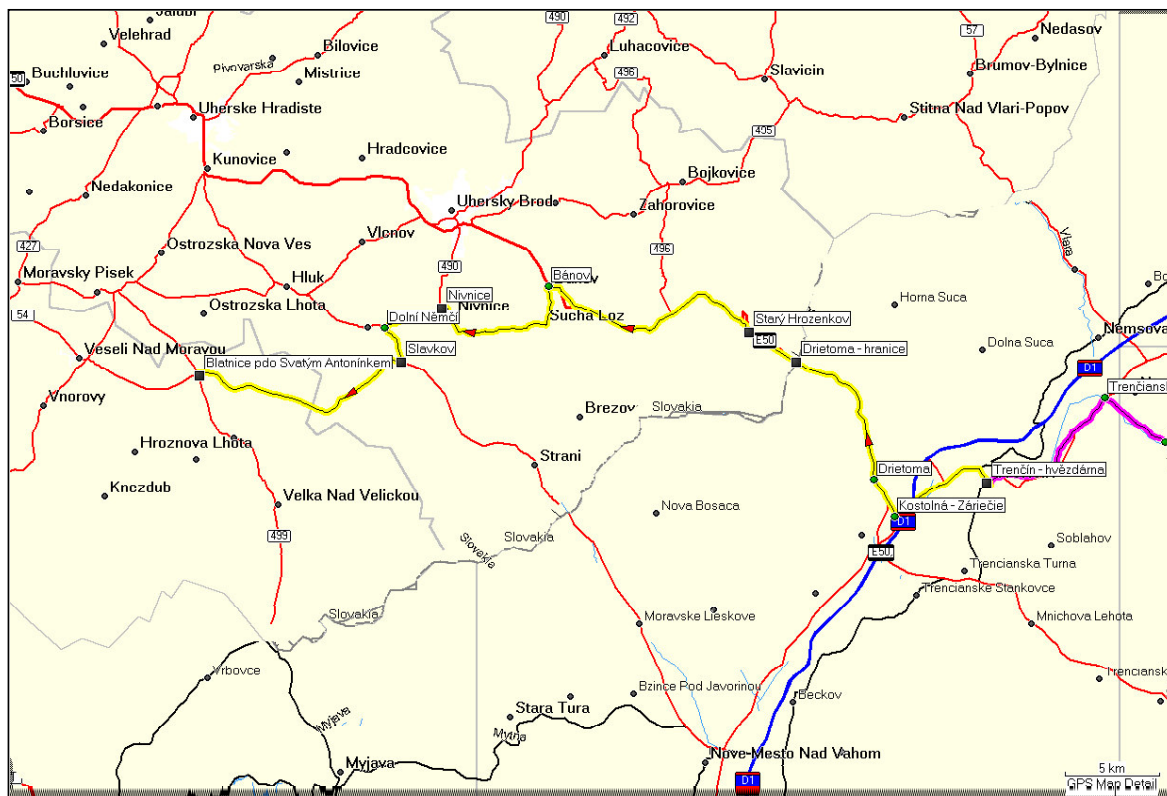 Jalubi
490
492
57
Nedasov
Velehrad
Bilovice
Luhacovice
Pivovarska
Buchluvice
50
Mistrice
496
Slavicin
Brumov-Bylnice
Uherske Hradiste
Borsice
Stitna Nad Vlari-Popov
495
Hradcovice
Kunovice
Bojkovice
Nedakonice
Uhersky Brod
Zahorovice
427
Vlcnov
Ostrozska Nova Ves
496
Vlara
490
Moravsky Pisek
Hluk
Bánov
Bo
Nivnice
Nivnice
Horna Suca
Ostrozska Lhota
54
Dolní Němčí
Sucha Loz
Starý Hrozenkov
E50
Nemsova
Veseli Nad Moravou
Slavkov
Drietoma - hranice
Dolna Suca
Blatnice pdo Svatým Antonínkem
D1
Trenčiansk
Vnorovy
Brezov
Slovakia
Hroznova Lhota
Strani
Drietoma
Trenčín - hvězdárna
Knezdub
Velka Nad Velickou
Nova Bosaca
Kostolná - Záriečie
D1
499
Slovakia
Slovakia
E50
Soblahov
Trencianska Turna
Trencianske Stankovce
Slovakia
Moravske Lieskove
Mnichova Lehota
Vrbovce
Trencianske
Bzince Pod Javorinou
Beckov
Myjava
Stara Tura
Mytna
Nove-Mesto Nad Vahom
Myjava
D1
5 km
GPS Map Detail